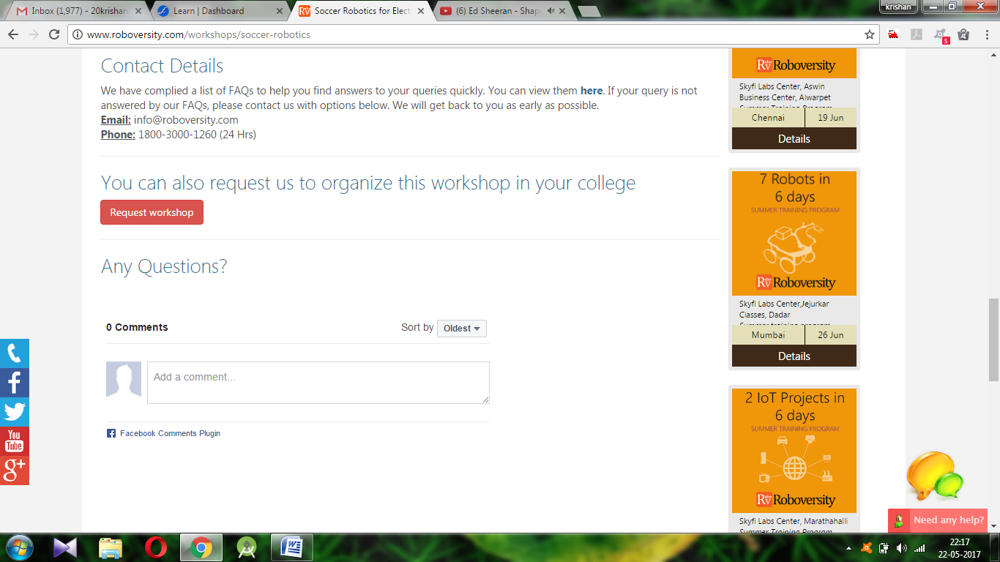 Inbox (1,977) - 20krishan
Learn | Dashboard
Soccer Robotics for Elect
(6) Ed Sheeran - Shap
krishan
www.roboversity.com/workshops/soccer-robotics
S
Contact Details
We have complied a list of FAQs to help you find answers to your queries quickly. You can view them here. If your query is not
answered by our FAQs, please contact us with options below. We will get back to you as early as possible.
Email: info@roboversity.com
Phone: 1800-3000-1260 (24 Hrs)
You can also request us to organize this workshop in your college
Request workshop
Any Questions?
0 Comments
Sort by Oldest
Add a comment...
Facebook Comments Plugin
You
Tube
g+
Roboversity
Skyfi Labs Center, Aswin
Business Center, Alwarpet
Summer Training Program
Chennai 19 Jun
Details
7 Robots in
6 days
SUMMER TRAINING PROGRAM
Roboversity
Skyfi Labs Center,Jejurkar
Classes, Dadar
Summer training program
Mumbai 26 Jun
Details
2 IoT Projects in
6 days
SUMMER TRAINING PROGRAM
Roboversity
Skyfi Labs Center, Marathahalli
Summer Training Program
Need any help?
22:17
22-05-2017